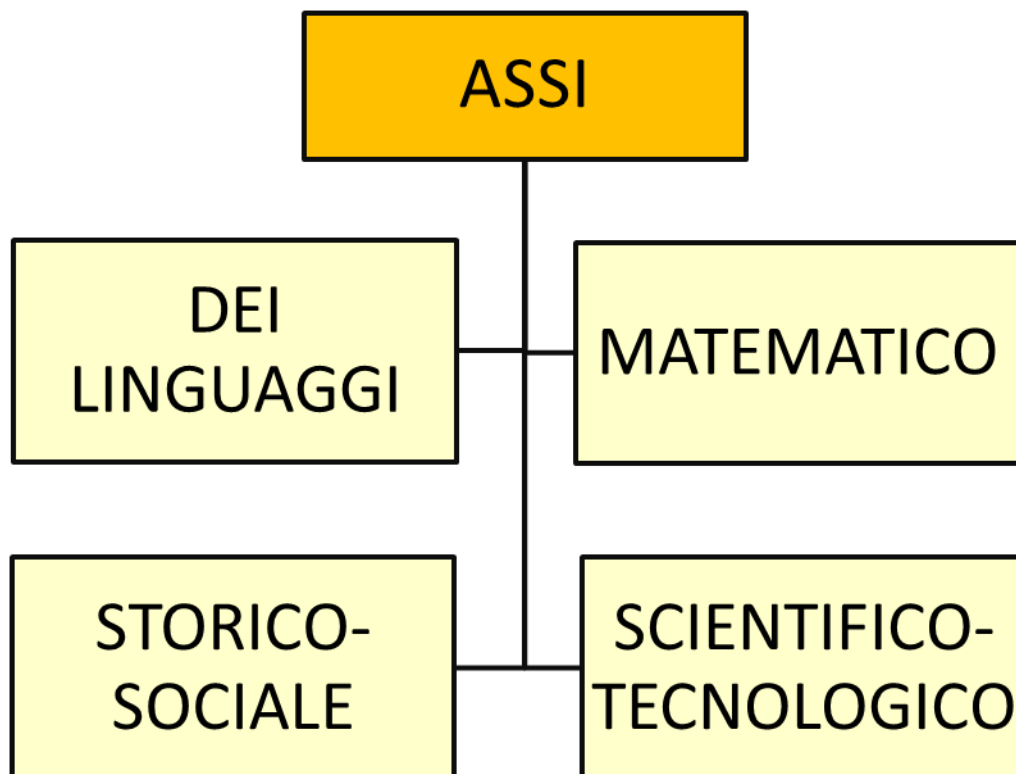 ASSI
DEI
LINGUAGGI
MATEMATICO
STORICO-
SOCIALE
SCIENTIFICO-
TECNOLOGICO